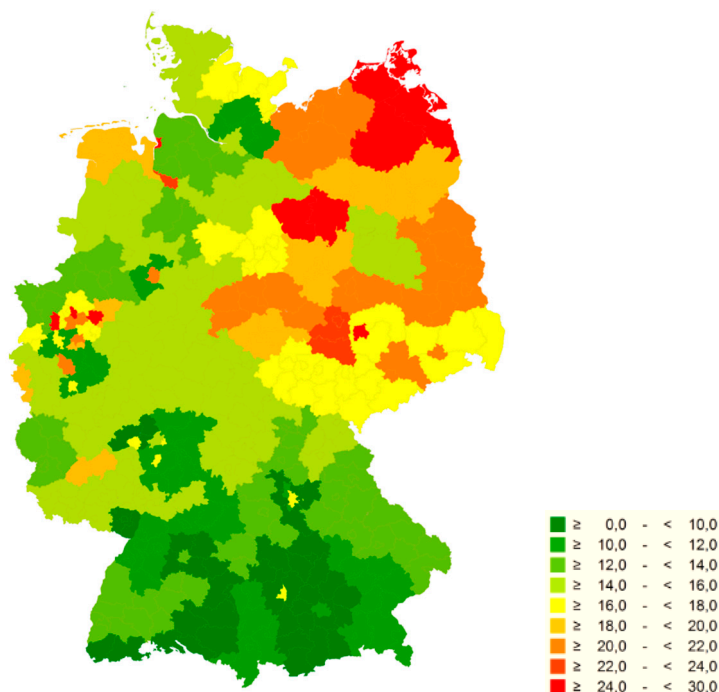 ≥ 0,0 - < 10,0
≥ 10,0 - < 12,0
≥ 12,0 - < 14,0
≥ 14,0 - < 16,0
≥ 16,0 - < 18,0
≥ 18,0 - < 20,0
≥ 20,0 - < 22,0
≥ 22,0 - < 24,0
≥ 24,0 - < 30,0